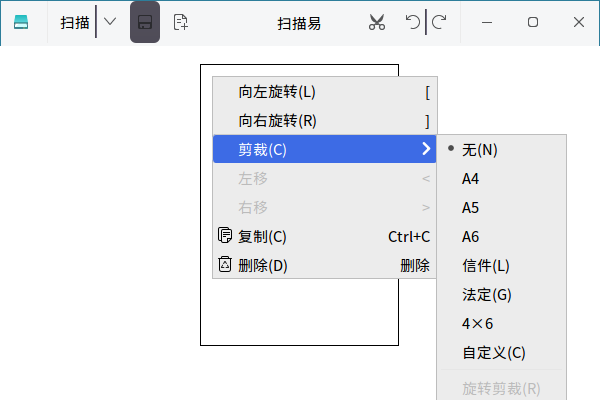 扫描
扫描易
向左旋转(L) [
向右旋转(R) ]
剪裁(C)
左移 <
右移 >
复制(C) Ctrl+C
删除(D) 删除
无(N)
A4
A5
A6
信件(L)
法定(G)
4×6
自定义(C)
旋转剪裁(R)